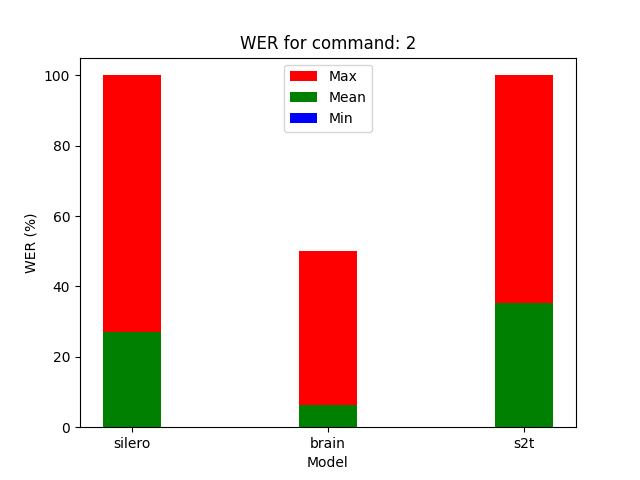 WER for command: 2
Max
Mean
Min
100
80
60
40
20
0
WER (%)
silero brain s2t
Model